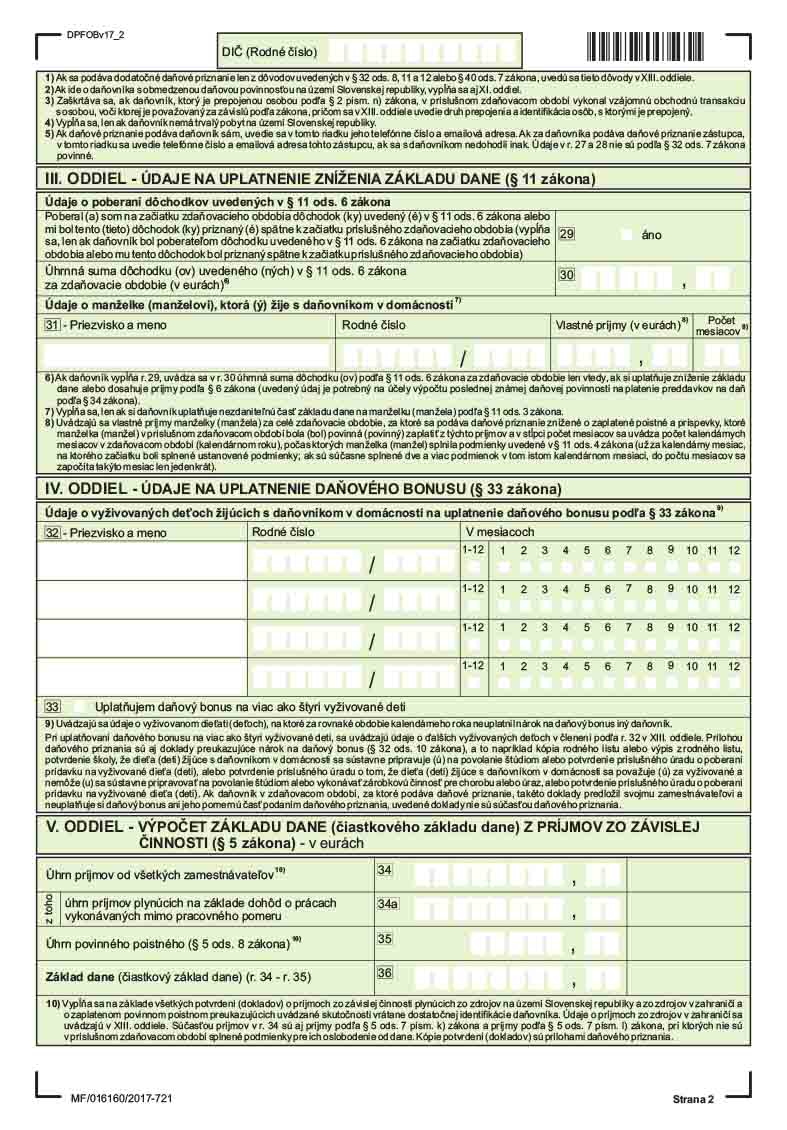 DPFOBv17_2
DIČ (Rodné číslo)
1) Ak sa podáva dodatočné daňové priznanie len z dôvodov uvedených v § 32 ods. 8, 11 a 12 alebo § 40 ods. 7 zákona, uvedú sa tieto dôvody v XIII. oddiele.
2) Ak ide o daňovníka s obmedzenou daňovou povinnosťou na území Slovenskej republiky, vypĺňa sa aj XI. oddiel.
3) Zaškrtáva sa, ak daňovník, ktorý je prepojenou osobou podľa § 2 písm. n) zákona, v príslušnom zdaňovacom období vykonal vzájomnú obchodnú transakciu
s osobou, voči ktorej je považovaný za závislú podľa zákona, pričom sa v XIII. oddiele uvedie druh prepojenia a identifikácia osôb, s ktorými je prepojený.
4) Vypĺňa sa, len ak daňovník nemá trvalý pobyt na území Slovenskej republiky.
5) Ak daňové priznanie podáva daňovník sám, uvedie sa v tomto riadku jeho telefónne číslo a emailová adresa. Ak za daňovníka podáva daňové priznanie zástupca,
v tomto riadku sa uvedie telefónne číslo a emailová adresa tohto zástupcu, ak sa s daňovníkom nedohodli inak. Údaje v r. 27 a 28 nie sú podľa § 32 ods. 7 zákona
povinné.
III. ODDIEL - ÚDAJE NA UPLATNENIE ZNÍŽENIA ZÁKLADU DANE (§ 11 zákona)
Údaje o poberaní dôchodkov uvedených v § 11 ods. 6 zákona
Poberal (a) som na začiatku zdaňovacieho obdobia dôchodok (ky) uvedený (é) v § 11 ods. 6 zákona alebo
mi bol tento (tieto) dôchodok (ky) priznaný (é) spätne k začiatku príslušného zdaňovacieho obdobia (vypĺňa
sa, len ak daňovník bol poberateľom dôchodku uvedeného v § 11 ods. 6 zákona na začiatku zdaňovacieho
obdobia alebo mu tento dôchodok bol priznaný spätne k začiatku príslušného zdaňovacieho obdobia)
29 áno
Úhrnná suma dôchodku (ov) uvedeného (ných) v § 11 ods. 6 zákona
za zdaňovacie obdobie (v eurách)6)
30 ,
Údaje o manželke (manželovi), ktorá (ý) žije s daňovníkom v domácnosti 7)
31 - Priezvisko a meno Rodné číslo Vlastné príjmy (v eurách) 8) Počet
mesiacov 8)
/ ,
6) Ak daňovník vypĺňa r. 29, uvádza sa v r. 30 úhrnná suma dôchodku (ov) podľa § 11 ods. 6 zákona za zdaňovacie obdobie len vtedy, ak si uplatňuje zníženie základu
dane alebo dosahuje príjmy podľa § 6 zákona (uvedený údaj je potrebný na účely výpočtu poslednej známej daňovej povinnosti na platenie preddavkov na daň
podľa § 34 zákona).
7) Vypĺňa sa, len ak si daňovník uplatňuje nezdaniteľnú časť základu dane na manželku (manžela) podľa § 11 ods. 3 zákona.
8) Uvádzajú sa vlastné príjmy manželky (manžela) za celé zdaňovacie obdobie, za ktoré sa podáva daňové priznanie znížené o zaplatené poistné a príspevky, ktoré
manželka (manžel) v príslušnom zdaňovacom období bola (bol) povinná (povinný) zaplatiť z týchto príjmov a v stĺpci počet mesiacov sa uvádza počet kalendárnych
mesiacov v zdaňovacom období (kalendárnom roku), počas ktorých manželka (manžel) splnila podmienky uvedené v § 11 ods. 4 zákona (už za kalendárny mesiac,
na ktorého začiatku boli splnené ustanovené podmienky; ak sú súčasne splnené dve a viac podmienok v tom istom kalendárnom mesiaci, do počtu mesiacov sa
započíta takýto mesiac len jedenkrát).
IV. ODDIEL - ÚDAJE NA UPLATNENIE DAŇOVÉHO BONUSU (§ 33 zákona)
Údaje o vyživovaných deťoch žijúcich s daňovníkom v domácnosti na uplatnenie daňového bonusu podľa § 33 zákona 9)
32 - Priezvisko a meno Rodné číslo V mesiacoch
/ 1-12 1 2 3 4 5 6 7 8 9 10 11 12
/ 1-12 1 2 3 4 5 6 7 8 9 10 11 12
/ 1-12 1 2 3 4 5 6 7 8 9 10 11 12
/ 1-12 1 2 3 4 5 6 7 8 9 10 11 12
33 Uplatňujem daňový bonus na viac ako štyri vyživované deti
9) Uvádzajú sa údaje o vyživovanom dieťati (deťoch), na ktoré za rovnaké obdobie kalendárneho roka neuplatnil nárok na daňový bonus iný daňovník.
Pri uplatňovaní daňového bonusu na viac ako štyri vyživované deti, sa uvádzajú údaje o ďalších vyživovaných deťoch v členení podľa r. 32 v XIII. oddiele. Prílohou
daňového priznania sú aj doklady preukazujúce nárok na daňový bonus (§ 32 ods. 10 zákona), a to napríklad kópia rodného listu alebo výpis z rodného listu,
potvrdenie školy, že dieťa (deti) žijúce s daňovníkom v domácnosti sa sústavne pripravuje (ú) na povolanie štúdiom alebo potvrdenie príslušného úradu o poberaní
prídavku na vyživované dieťa (deti), alebo potvrdenie príslušného úradu o tom, že dieťa (deti) žijúce s daňovníkom v domácnosti sa považuje (ú) za vyživované a
nemôže (u) sa sústavne pripravovať na povolanie štúdiom alebo vykonávať zárobkovú činnosť pre chorobu alebo úraz, alebo potvrdenie príslušného úradu o poberaní
prídavku na vyživované dieťa (deti). Ak daňovník v zdaňovacom období, za ktoré podáva daňové priznanie, takéto doklady predložil svojmu zamestnávateľovi a
neuplatňuje si daňový bonus ani jeho pomernú časť podaním daňového priznania, uvedené doklady nie sú súčasťou daňového priznania.
V. ODDIEL - VÝPOČET ZÁKLADU DANE (čiastkového základu dane) Z PRÍJMOV ZO ZÁVISLEJ
ČINNOSTI (§ 5 zákona) - v eurách
Úhrn príjmov od všetkých zamestnávateľov10) 34 ,
z toho
úhrn príjmov plynúcich na základe dohôd o prácach
vykonávaných mimo pracovného pomeru
34a ,
Úhrn povinného poistného (§ 5 ods. 8 zákona) 10) 35 ,
Základ dane (čiastkový základ dane) (r. 34 - r. 35) 36 ,
10) Vypĺňa sa na základe všetkých potvrdení (dokladov) o príjmoch zo závislej činnosti plynúcich zo zdrojov na území Slovenskej republiky a zo zdrojov v zahraničí a
o zaplatenom povinnom poistnom preukazujúcich uvádzané skutočnosti vrátane dostatočnej identifikácie daňovníka. Údaje o príjmoch zo zdrojov v zahraničí sa
uvádzajú v XIII. oddiele. Súčasťou príjmov v r. 34 sú aj príjmy podľa § 5 ods. 7 písm. k) zákona a príjmy podľa § 5 ods. 7 písm. l) zákona, pri ktorých nie sú
v príslušnom zdaňovacom období splnené podmienky pre ich oslobodenie od dane. Kópie potvrdení (dokladov) sú prílohami daňového priznania.
MF/016160/2017-721
Strana 2